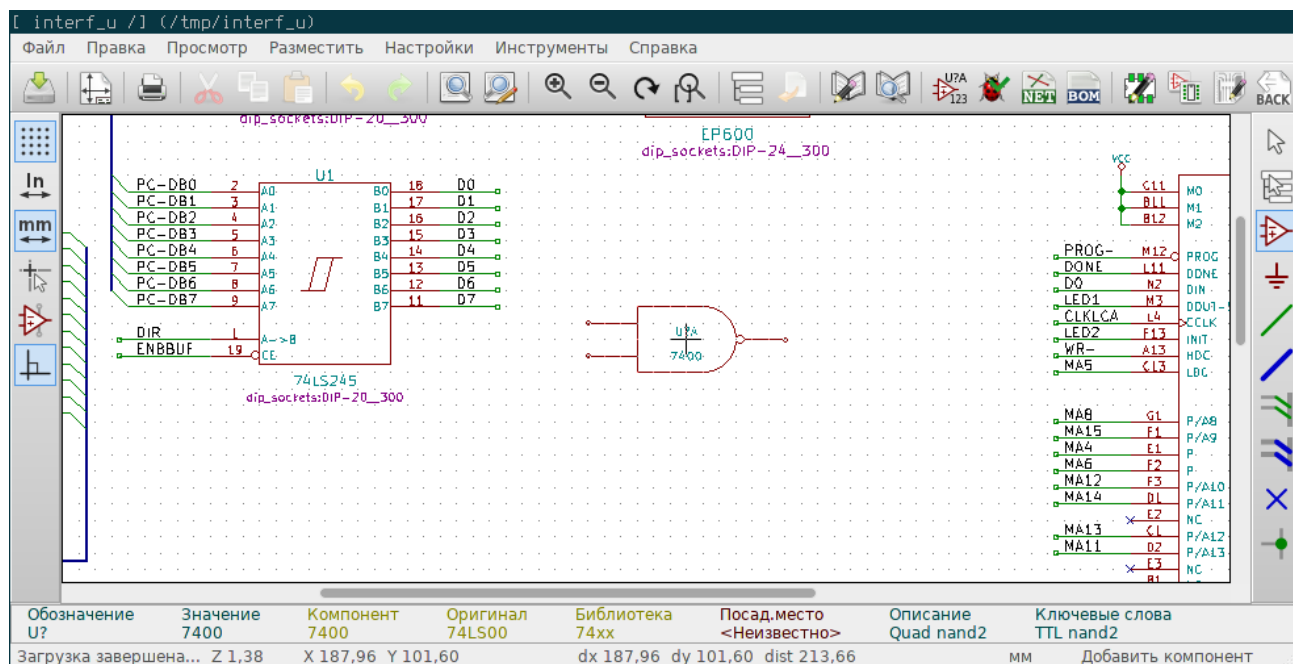 [ interf_u /] (/tmp/interf_u)
Файл Правка Просмотр Разместить Настройки Инструменты Справка
U?A
123
NET
BOM
BACK
In
mm
dip_sockets:DIP-20__300
EP600
dip_sockets:DIP-24__300
VCC
U1
PC-DB0 2 A0 B0 18 D0
PC-DB1 3 A1 B1 17 D1
PC-DB2 4 A2 B2 16 D2
PC-DB3 5 A3 B3 15 D3
PC-DB4 6 A4 B4 14 D4
PC-DB5 7 A5 B5 13 D5
PC-DB6 8 A6 B6 12 D6
PC-DB7 9 A7 B7 11 D7
DIR 1 A->B
ENBBUF 19 CE
74LS245
dip_sockets:DIP-20__300
U?A
7400
C11 M0
B11 M1
B12 M2
PROG- M12 PROG
DONE L11 DONE
D0 N2 DIN
LED1 M3
CLKLCA L4 CCLK
LED2 F13 INIT
WR- A13 HDC
MA5 C13 LDC
MA8 G1 P/A8
MA15 F1 P/A9
MA4 E1 P
MA6 F2 P
MA12 F3 P/A10
MA14 D1 P/A11
E2 NC
MA13 C1 P/A12
MA11 D2 P/A13
E3 NC
B1
Обозначение Значение Компонент Оригинал Библиотека Посад.место Описание Ключевые слова
U? 7400 7400 74LS00 74xx <Неизвестно> Quad nand2 TTL nand2
Загрузка завершена... Z 1,38 X 187,96 Y 101,60 dx 187,96 dy 101,60 dist 213,66 мм Добавить компонент